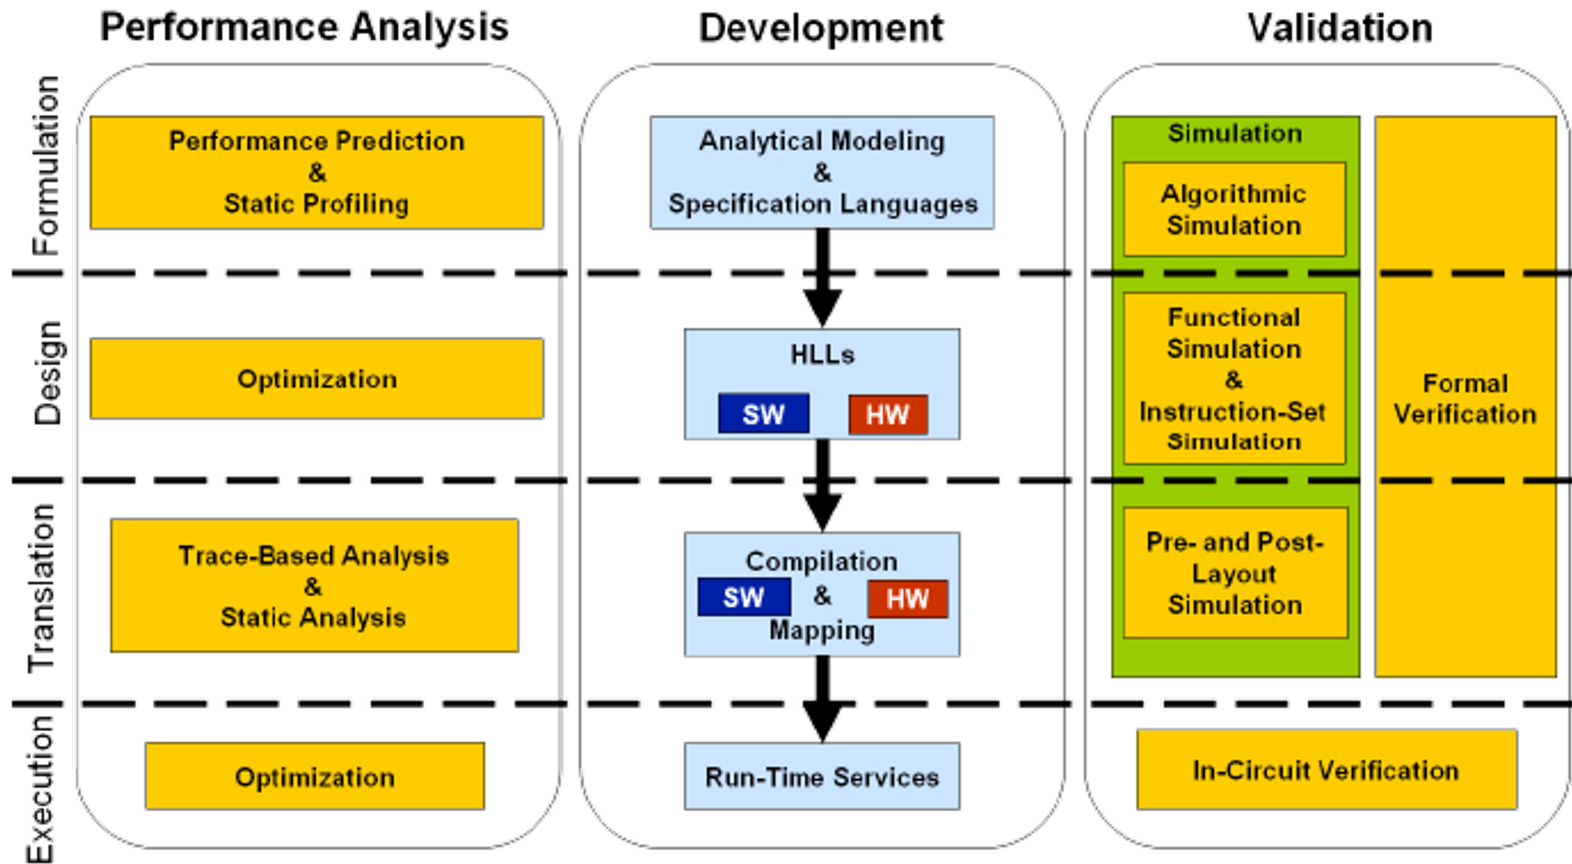 Performance Analysis
Development
Validation
Formulation
Performance Prediction
&
Static Profiling
Analytical Modeling
&
Specification Languages
Simulation
Algorithmic
Simulation
Design
Optimization
HLLs
SW
HW
Functional
Simulation
&
Instruction-Set
Simulation
Formal
Verification
Translation
Trace-Based Analysis
&
Static Analysis
Compilation
SW
&
HW
Mapping
Pre- and Post-
Layout
Simulation
Execution
Optimization
Run-Time Services
In-Circuit Verification